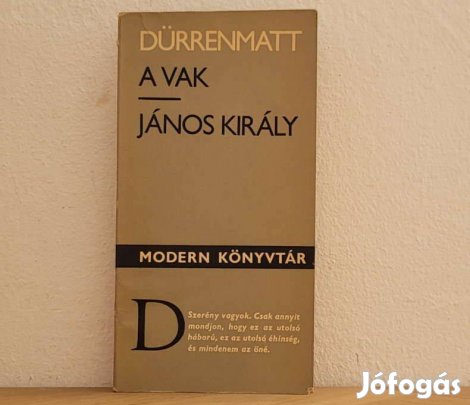 DÜRRENMATT
A VAK
JÁNOS KIRÁLY
MODERN KÖNYVTÁR
D
Szerény vagyok. Csak annyit
mondjon, hogy ez az utolsó
háború, ez az utolsó éhínség,
és mindenem az öné.
Jófogás